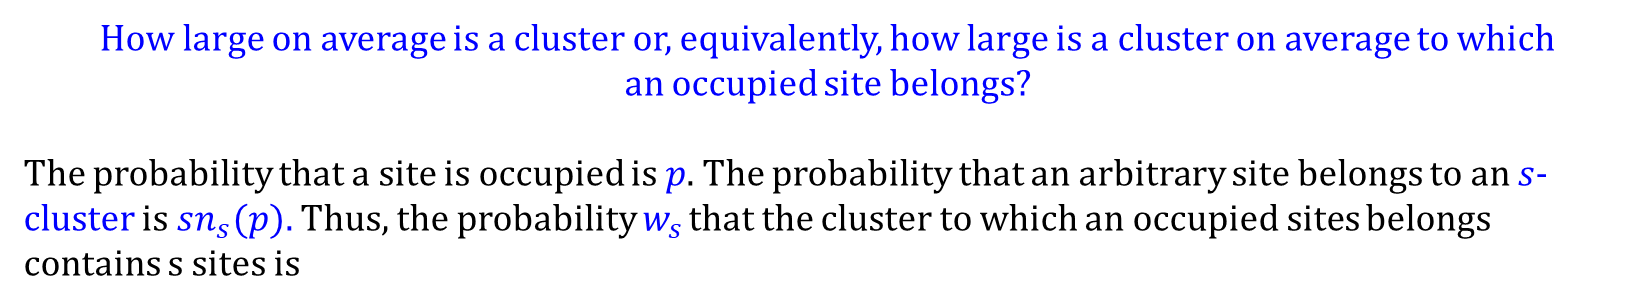 How large on average is a cluster or, equivalently, how large is a cluster on average to which
an occupied site belongs?
The probability that a site is occupied is p. The probability that an arbitrary site belongs to an s-
cluster is snₛ(p). Thus, the probability wₛ that the cluster to which an occupied sites belongs
contains s sites is